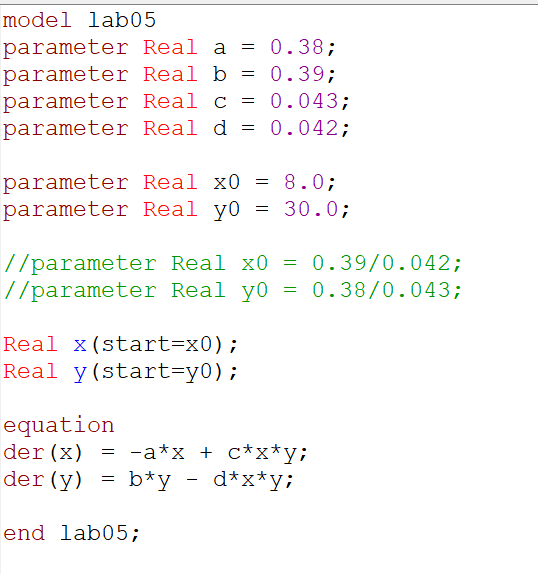 model lab05
parameter Real a = 0.38;
parameter Real b = 0.39;
parameter Real c = 0.043;
parameter Real d = 0.042;
parameter Real x0 = 8.0;
parameter Real y0 = 30.0;
//parameter Real x0 = 0.39/0.042;
//parameter Real y0 = 0.38/0.043;
Real x(start=x0);
Real y(start=y0);
equation
der(x) = -a*x + c*x*y;
der(y) = b*y - d*x*y;
end lab05;